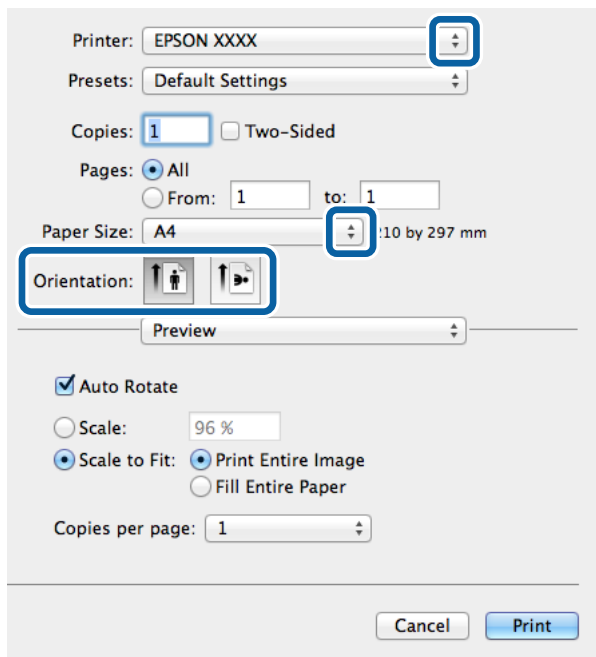 Printer: EPSON XXXX
Presets: Default Settings
Copies: 1 Two-Sided
Pages: All
From: 1 to: 1
Paper Size: A4 10 by 297 mm
Orientation:
Preview
Auto Rotate
Scale: 96 %
Scale to Fit: Print Entire Image
Fill Entire Paper
Copies per page: 1
Cancel Print